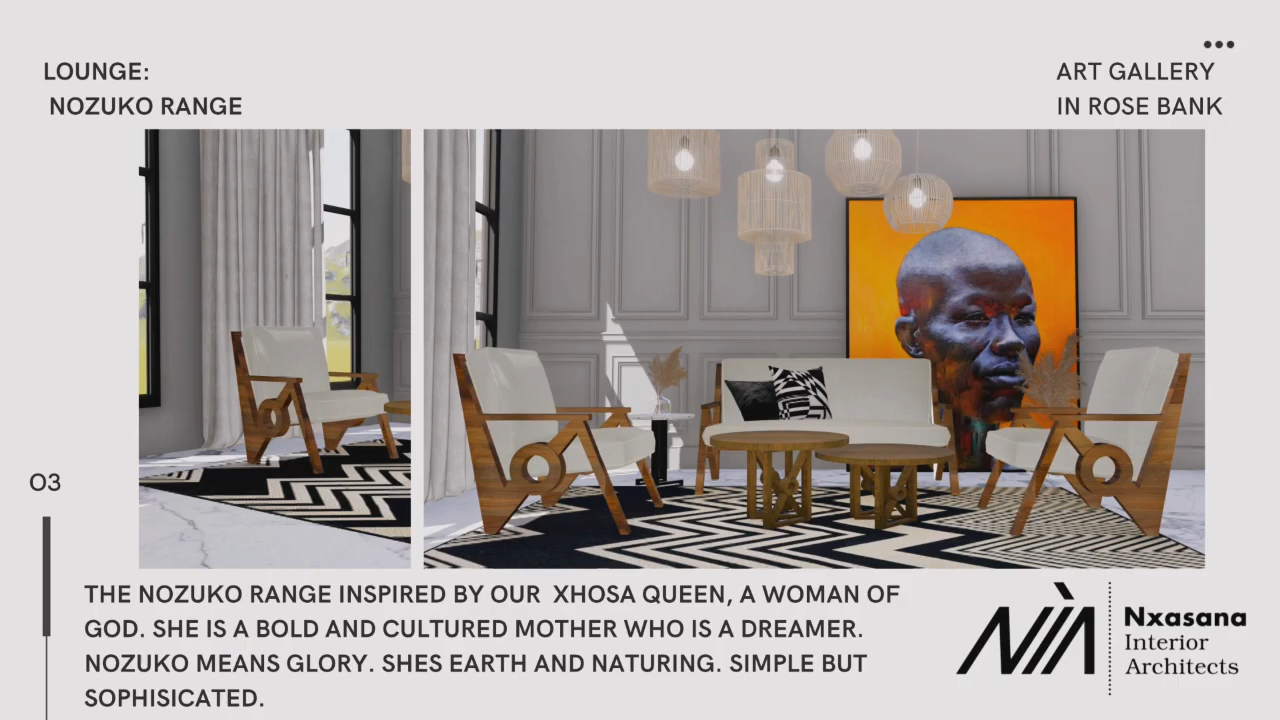 LOUNGE:
NOZUKO RANGE
ART GALLERY
IN ROSE BANK
03
THE NOZUKO RANGE INSPIRED BY OUR XHOSA QUEEN, A WOMAN OF
GOD. SHE IS A BOLD AND CULTURED MOTHER WHO IS A DREAMER.
NOZUKO MEANS GLORY. SHES EARTH AND NATURING. SIMPLE BUT
SOPHISICATED.
NIA
Nxasana
Interior
Architects